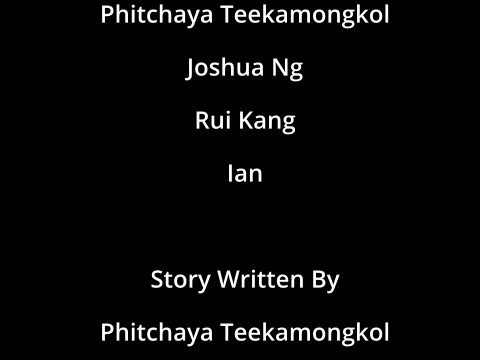 Phitchaya Teekamongkol
Joshua Ng
Rui Kang
Ian
Story Written By
Phitchaya Teekamongkol